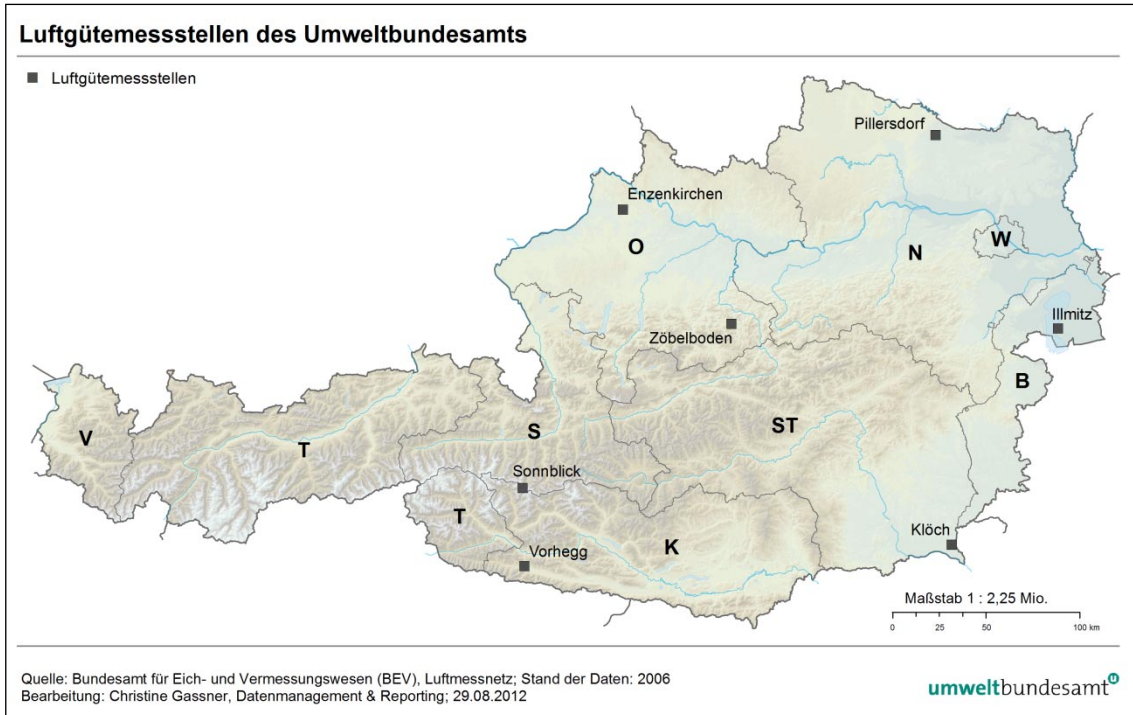 Luftgütemessstellen des Umweltbundesamts
Luftgütemessstellen
Pillersdorf
Enzenkirchen
O
N
W
Illmitz
Zöbelboden
B
V
T
S
ST
Sonnblick
T
K
Vorhegg
Klöch
Maßstab 1 : 2,25 Mio.
0 25 50 100 km
Quelle: Bundesamt für Eich- und Vermessungswesen (BEV), Luftmessnetz; Stand der Daten: 2006
Bearbeitung: Christine Gassner, Datenmanagement & Reporting; 29.08.2012
umweltbundesamt u